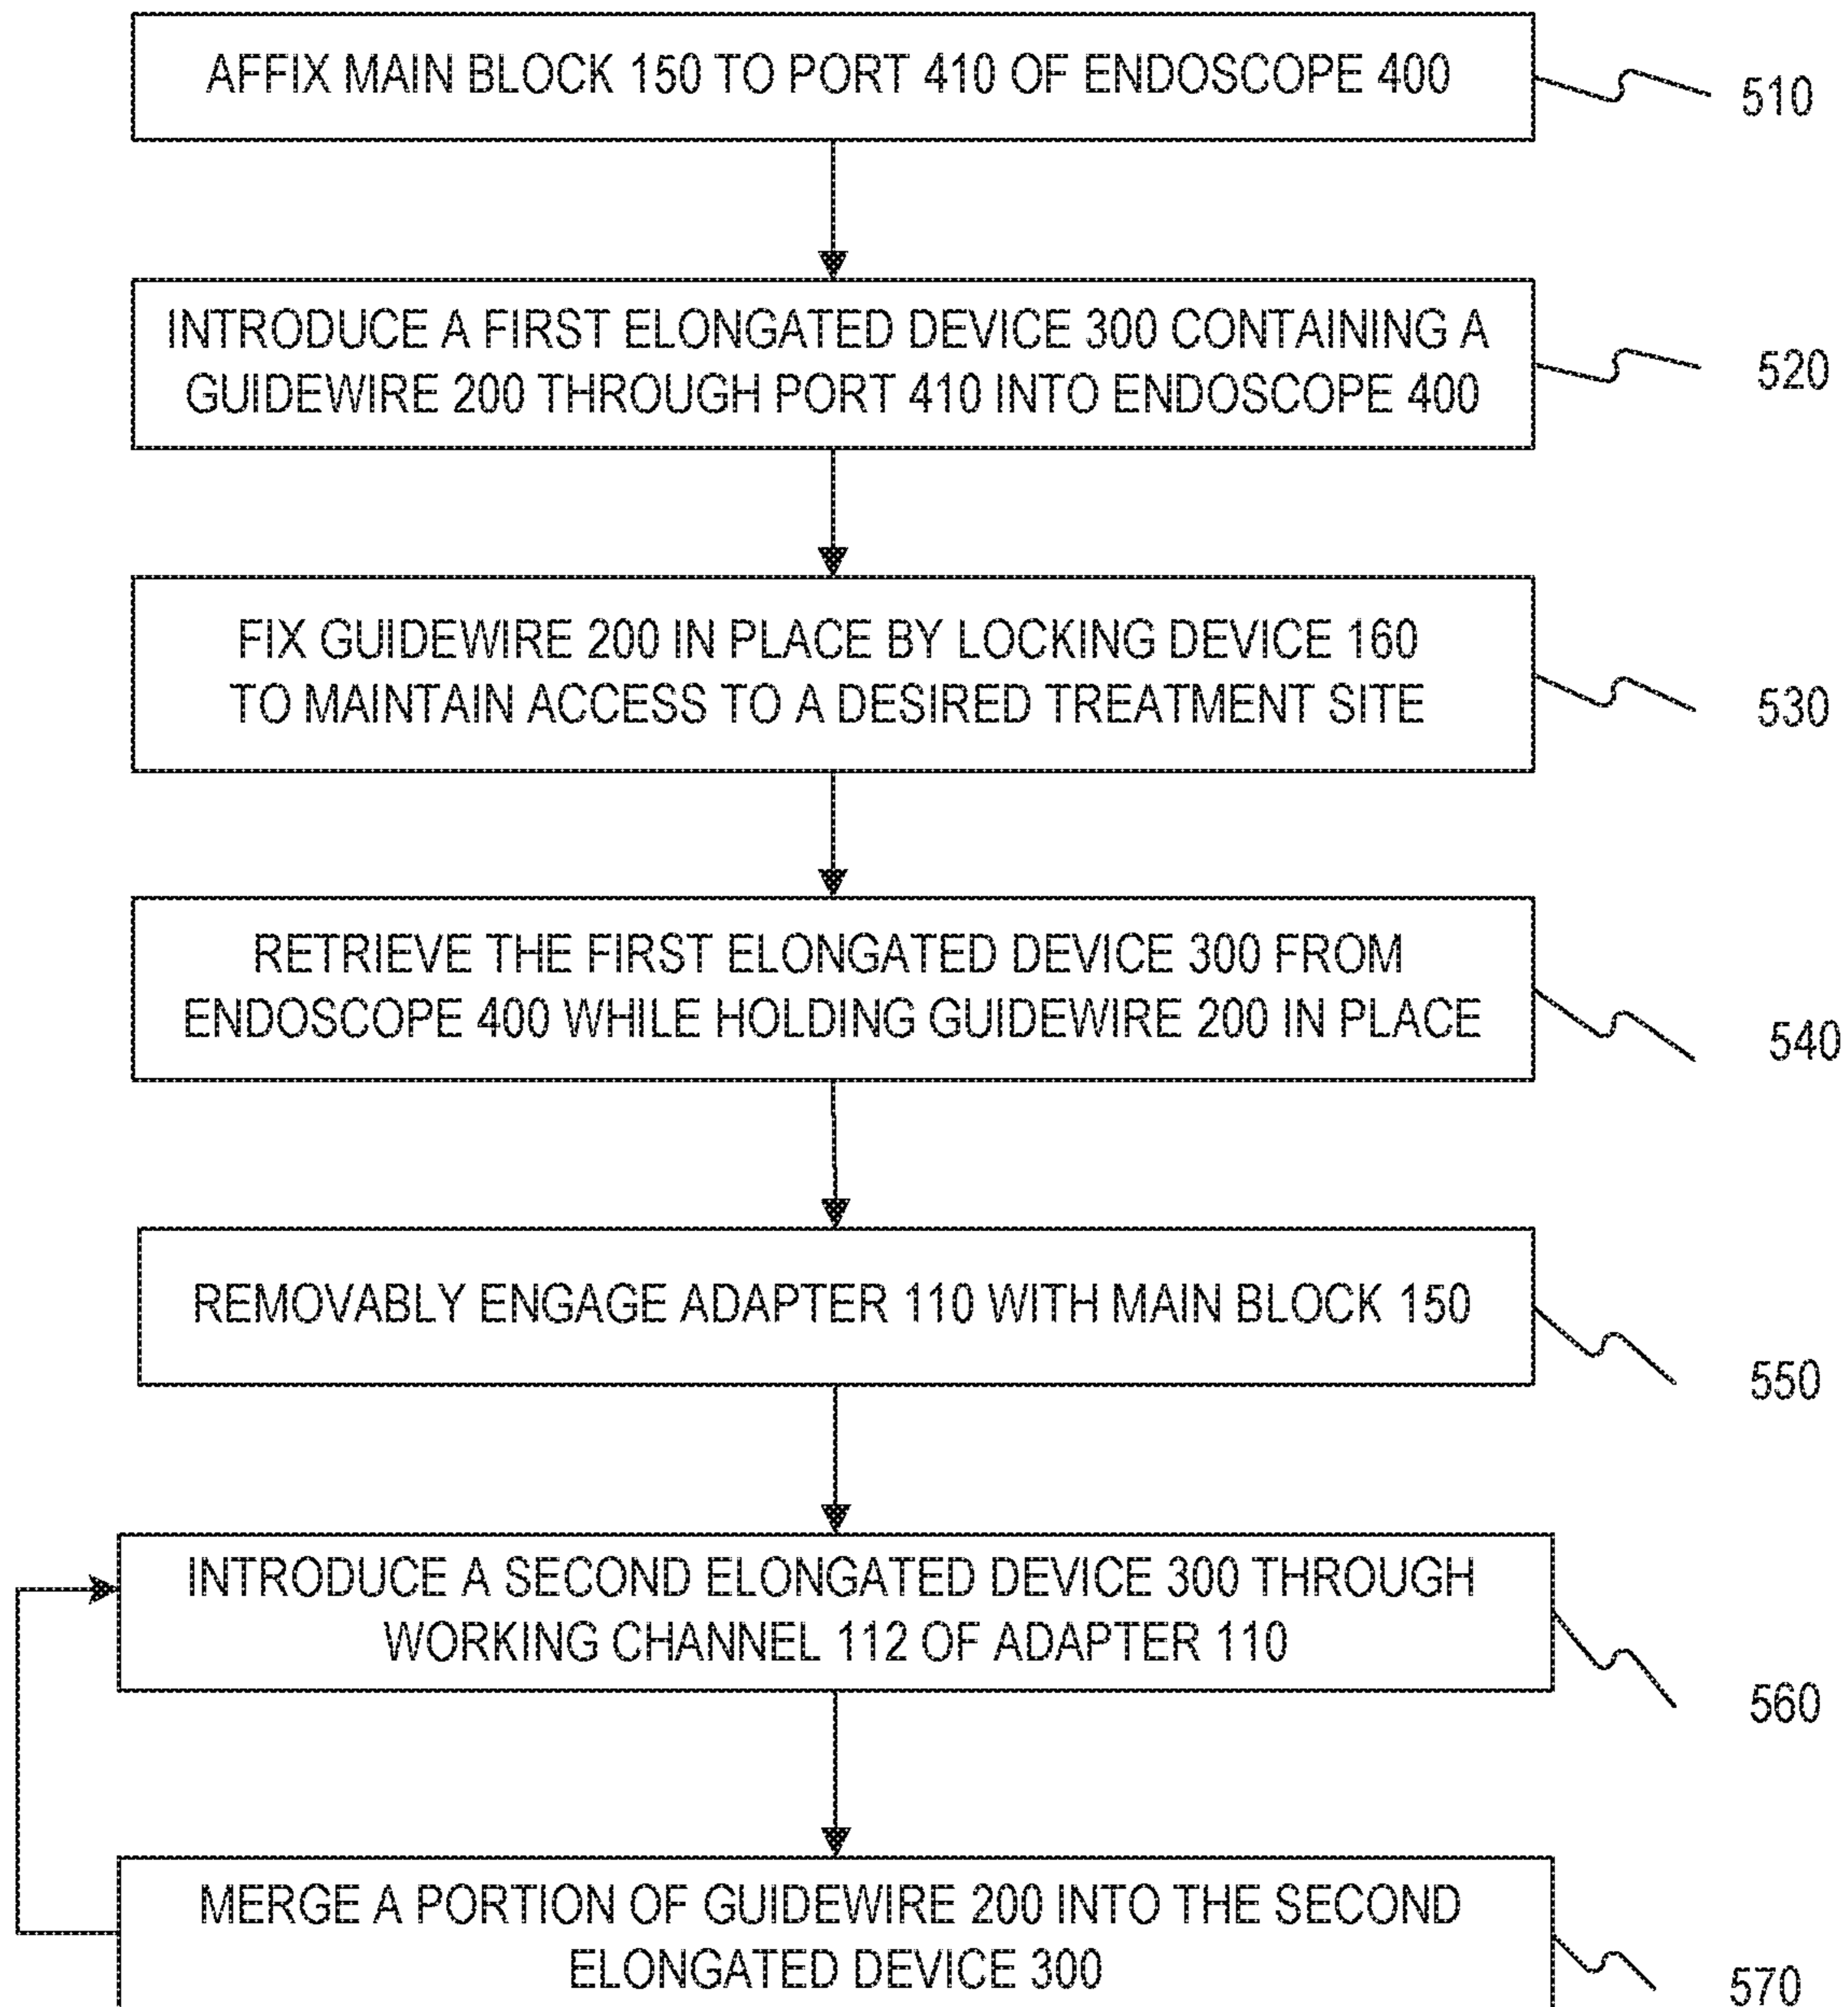 AFFIX MAIN BLOCK 150 TO PORT 410 OF ENDOSCOPE 400
510
INTRODUCE A FIRST ELONGATED DEVICE 300 CONTAINING A
GUIDEWIRE 200 THROUGH PORT 410 INTO ENDOSCOPE 400
520
FIX GUIDEWIRE 200 IN PLACE BY LOCKING DEVICE 160
TO MAINTAIN ACCESS TO A DESIRED TREATMENT SITE
530
RETRIEVE THE FIRST ELONGATED DEVICE 300 FROM
ENDOSCOPE 400 WHILE HOLDING GUIDEWIRE 200 IN PLACE
540
REMOVABLY ENGAGE ADAPTER 110 WITH MAIN BLOCK 150
550
INTRODUCE A SECOND ELONGATED DEVICE 300 THROUGH
WORKING CHANNEL 112 OF ADAPTER 110
560
MERGE A PORTION OF GUIDEWIRE 200 INTO THE SECOND
ELONGATED DEVICE 300
570